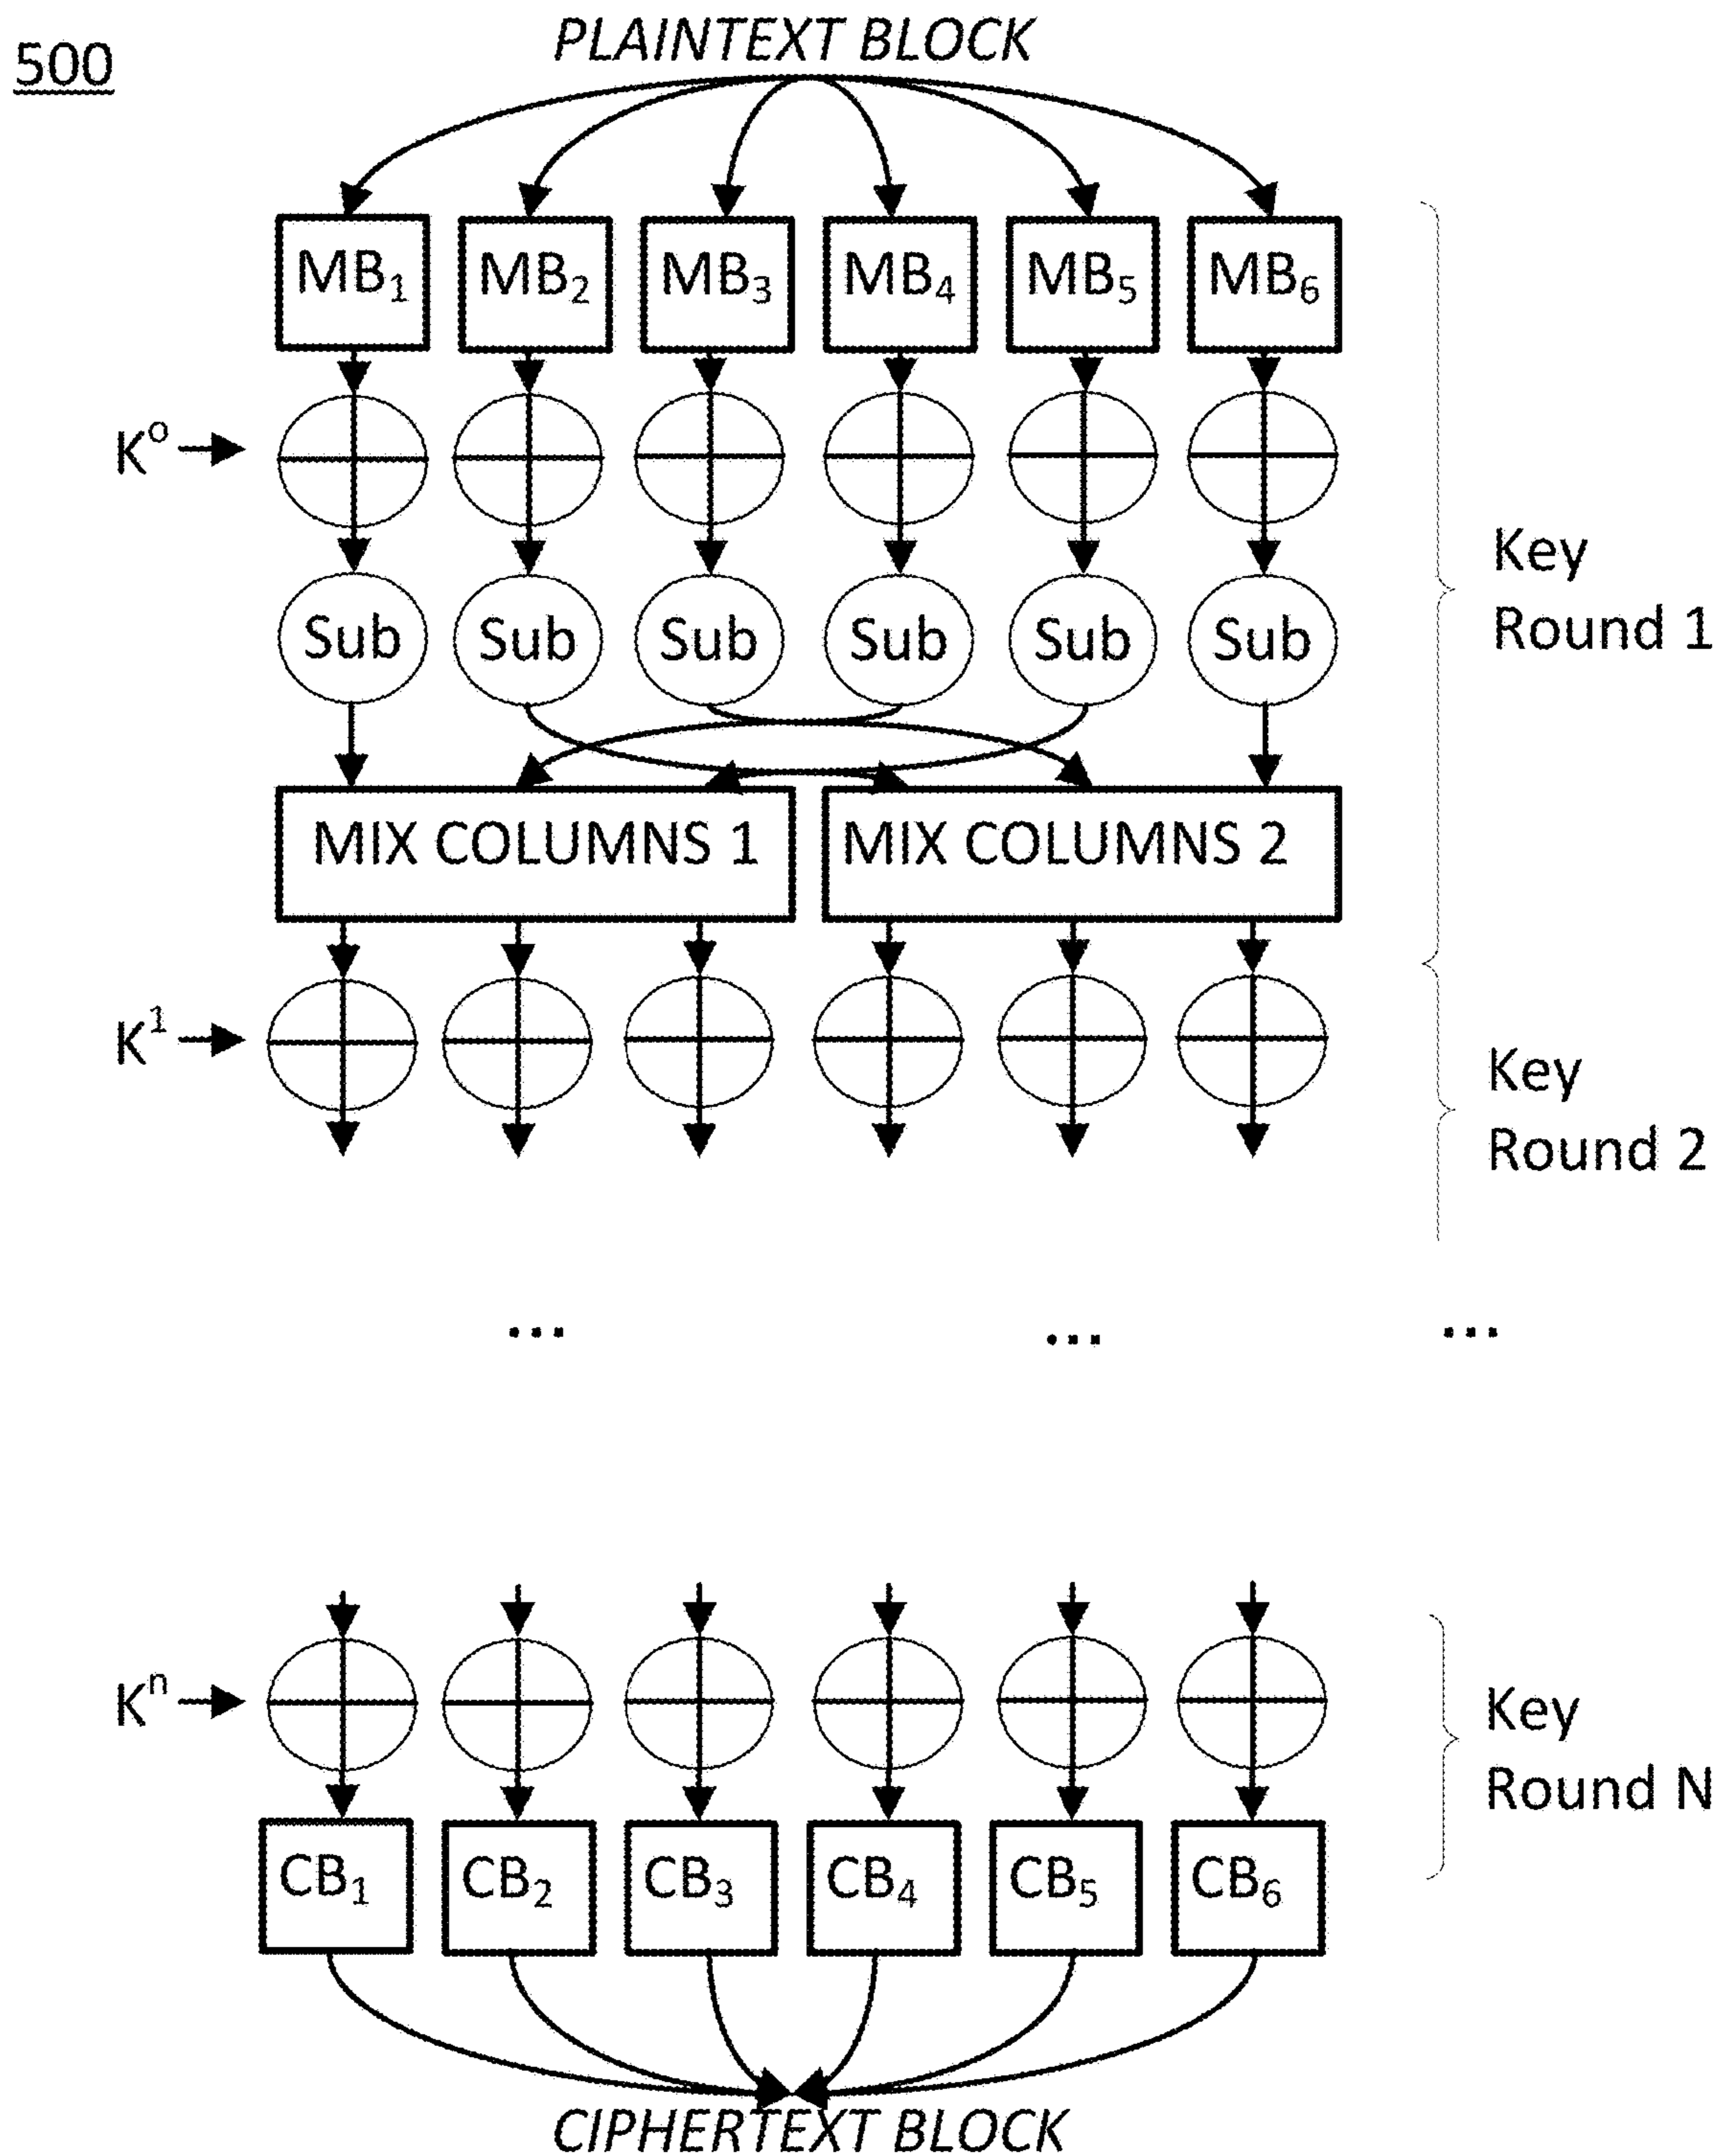 500
PLAINTEXT BLOCK
MB₁ MB₂ MB₃ MB₄ MB₅ MB₆
K⁰
Sub Sub Sub Sub Sub Sub
Key
Round 1
MIX COLUMNS 1 MIX COLUMNS 2
K¹
Key
Round 2
... ... ...
Kⁿ
Key
Round N
CB₁ CB₂ CB₃ CB₄ CB₅ CB₆
CIPHERTEXT BLOCK